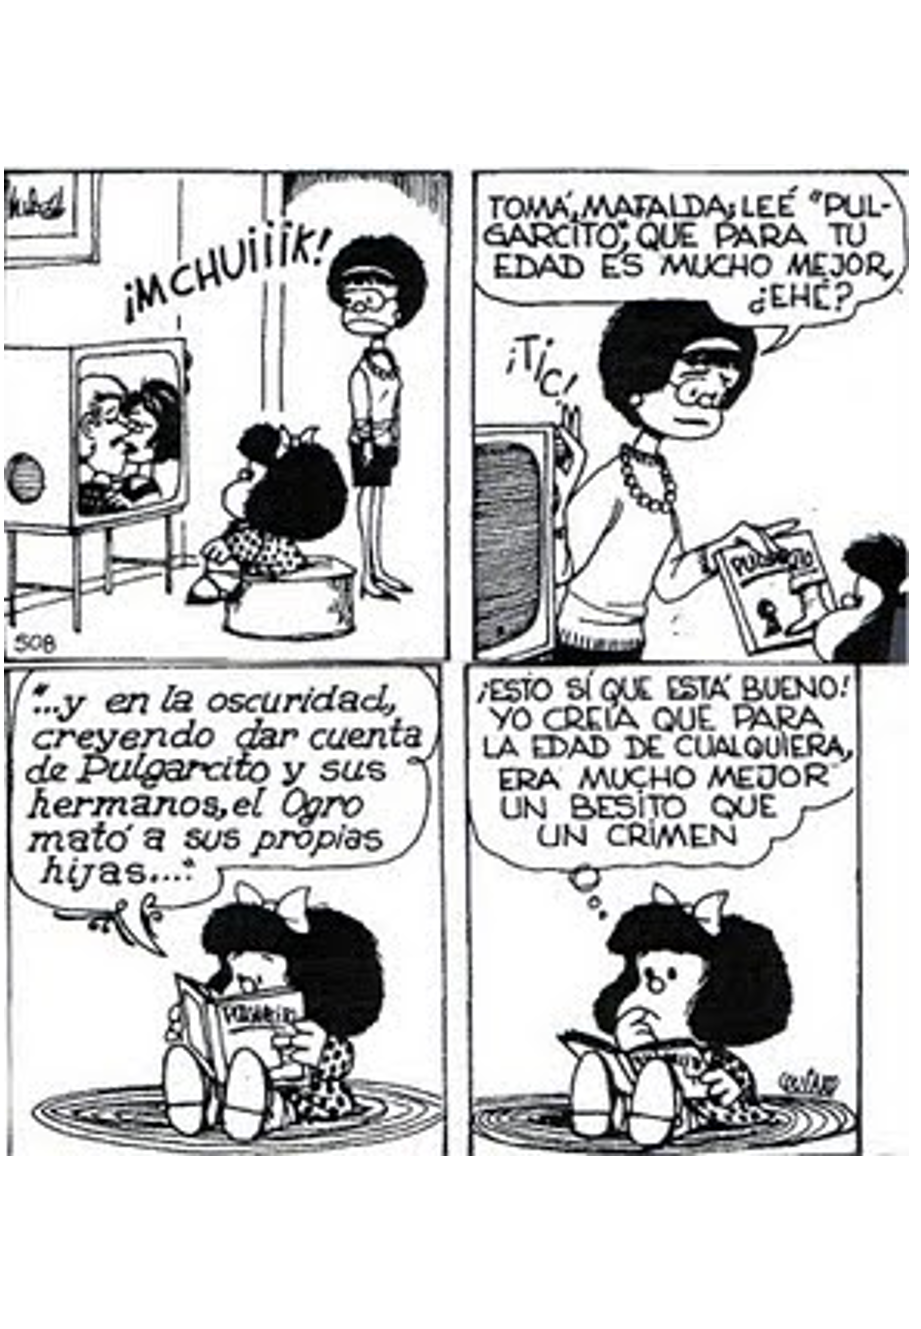 ¡MCHUiiiK!
508
TOMÁ, MAFALDA; LEÉ "PUL-
GARCITO", QUE PARA TU
EDAD ES MUCHO MEJOR,
¿EHÉ?
¡TiC!
"...y en la oscuridad,
creyendo dar cuenta
de Pulgarcito y sus
hermanos, el Ogro
mató a sus propias
hijas...."
PULGARCITO
¡ESTO SÍ QUE ESTÁ BUENO!
YO CREÍA QUE PARA
LA EDAD DE CUALQUIERA,
ERA MUCHO MEJOR
UN BESITO QUE
UN CRIMEN
QUINO